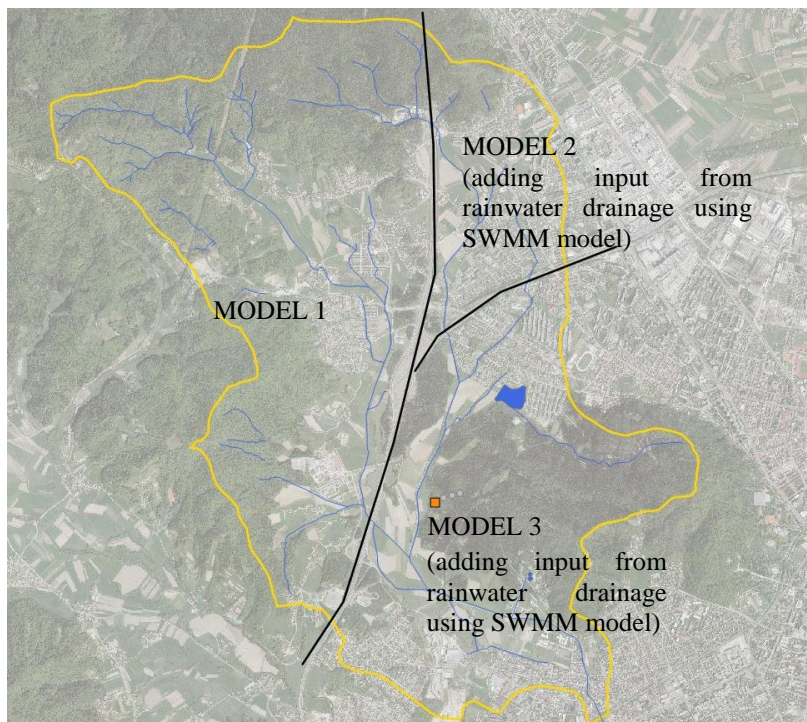 MODEL 2
(adding input from
rainwater drainage using
SWMM model)
MODEL 1
MODEL 3
(adding input from
rainwater drainage
using SWMM model)